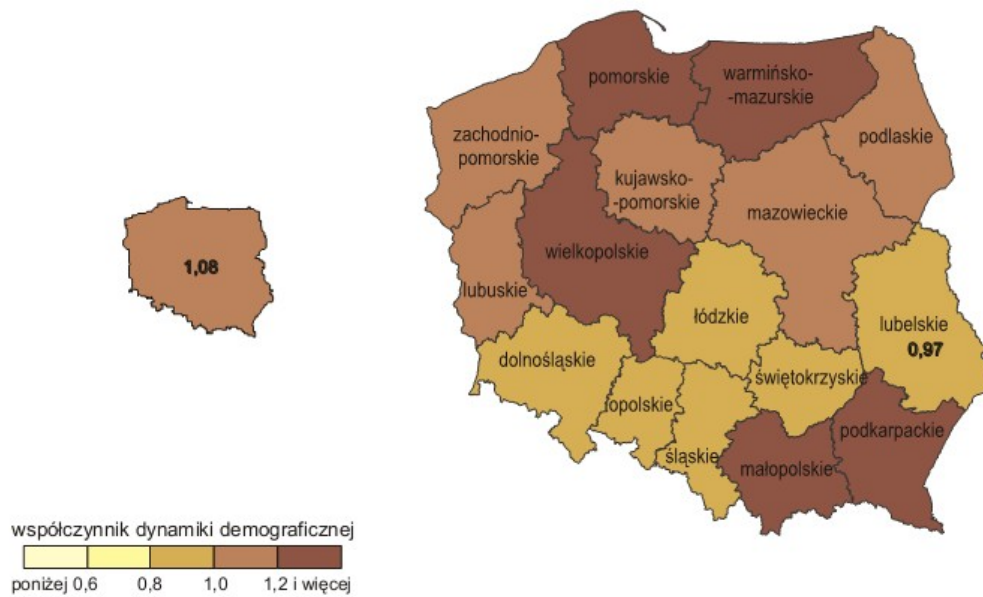 pomorskie
warmińsko-
-mazurskie
zachodnio-
pomorskie
podlaskie
kujawsko-
-pomorskie
mazowieckie
wielkopolskie
1,08
lubuskie
łódzkie
lubelskie
0,97
dolnośląskie
świętokrzyskie
opolskie
podkarpackie
śląskie
małopolskie
współczynnik dynamiki demograficznej
poniżej 0,6 0,8 1,0 1,2 i więcej